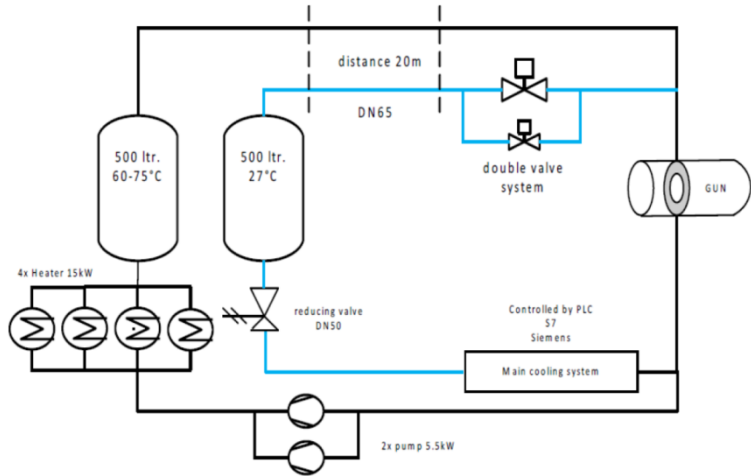 distance 20m
DN65
500 ltr.
60-75°C
500 ltr.
27°C
double valve
system
GUN
4x Heater 15kW
reducing valve
DN50
Controlled by PLC
S7
Siemens
Main cooling system
2x pump 5.5kW